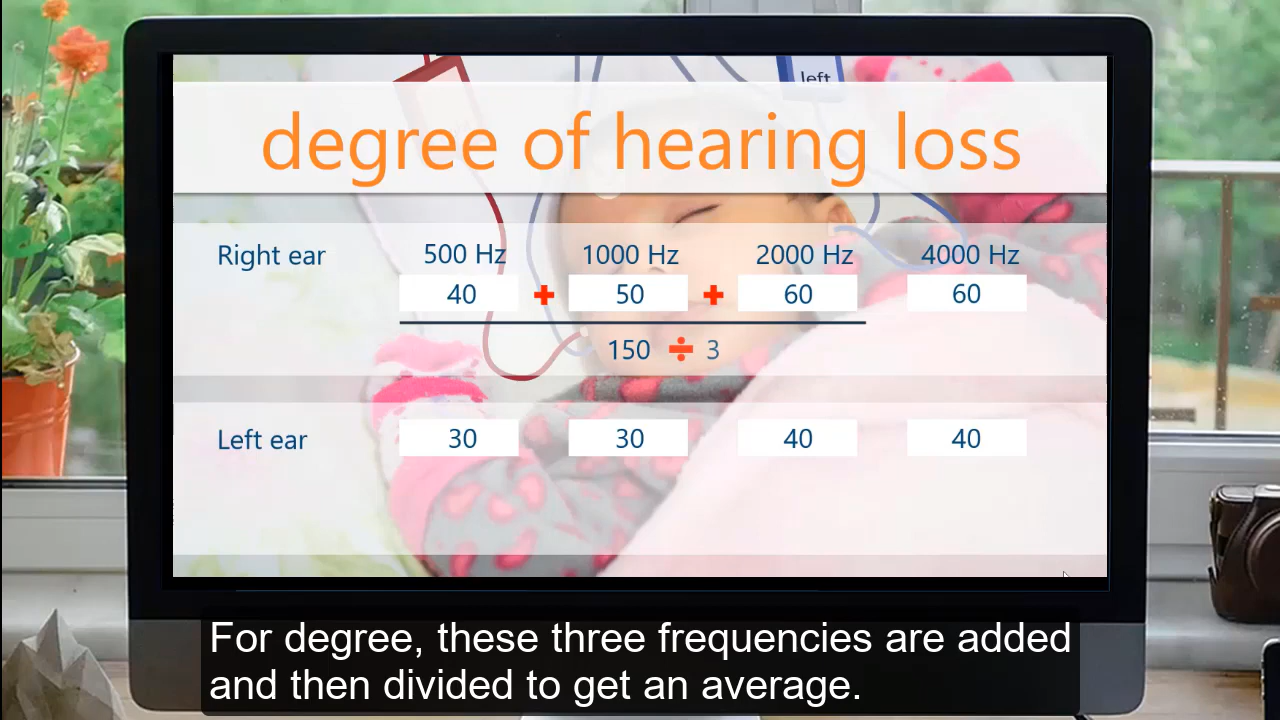 left
degree of hearing loss
Right ear 500 Hz 1000 Hz 2000 Hz 4000 Hz
40 + 50 + 60 60
150 ÷ 3
Left ear 30 30 40 40
For degree, these three frequencies are added
and then divided to get an average.